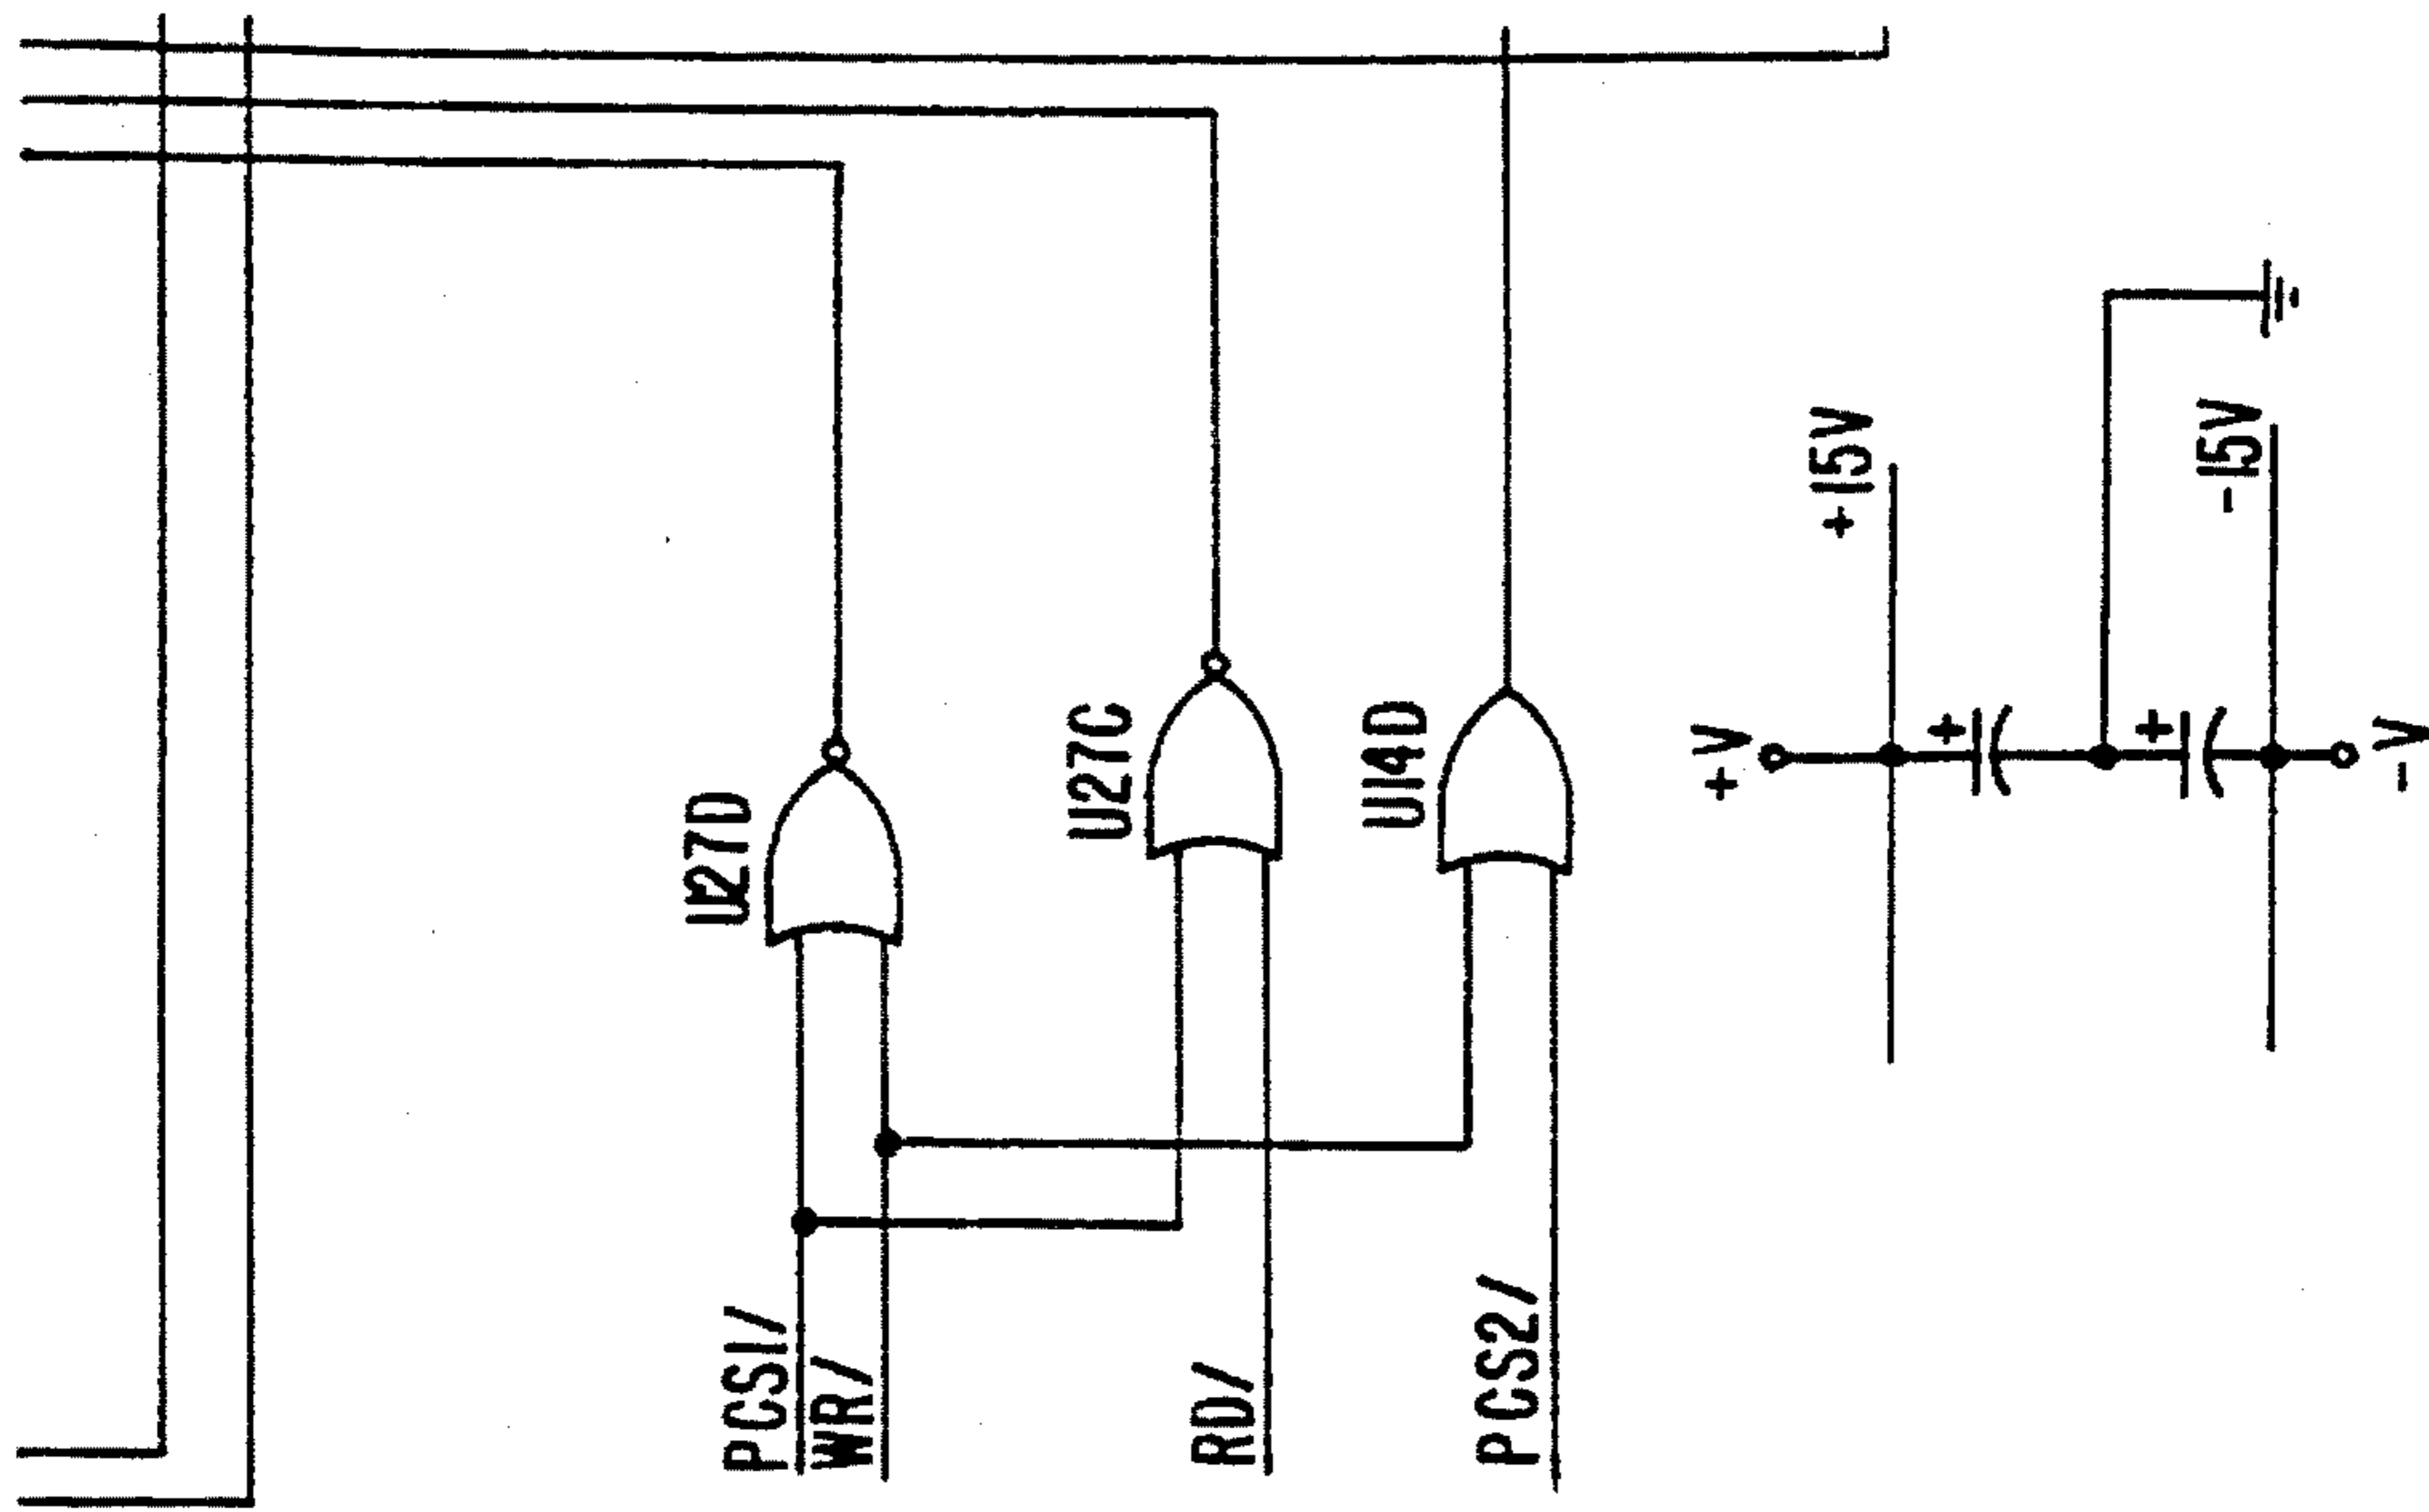 PCS1/
WR/
RD/
PCS2/
U27D
U27C
U14D
+V
+15V
+
+
-15V
-V